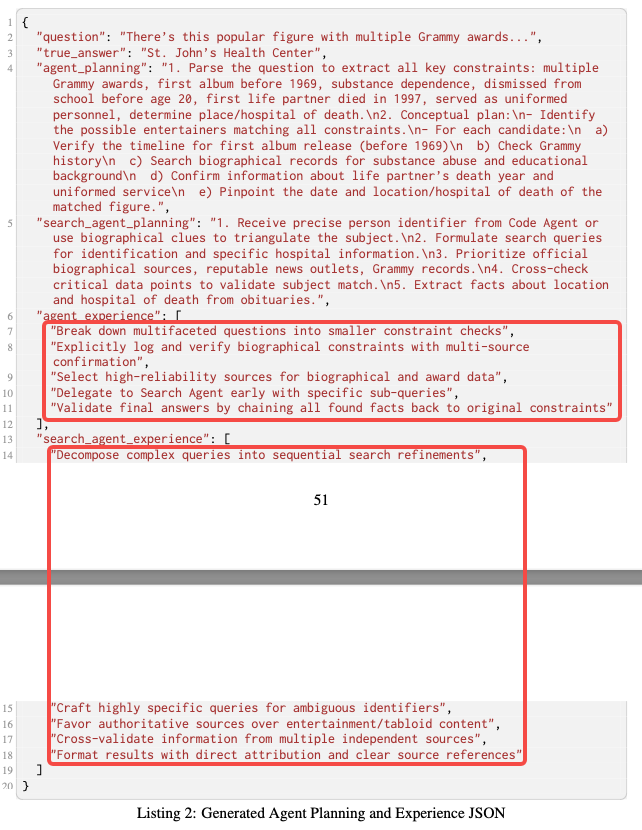 1 {
2 "question": "There's this popular figure with multiple Grammy awards...",
3 "true_answer": "St. John's Health Center",
4 "agent_planning": "1. Parse the question to extract all key constraints: multiple
Grammy awards, first album before 1969, substance dependence, dismissed from
school before age 20, first life partner died in 1997, served as uniformed
personnel, determine place/hospital of death.\n2. Conceptual plan:\n- Identify
the possible entertainers matching all constraints.\n- For each candidate:\n  a)
Verify the timeline for first album release (before 1969)\n  b) Check Grammy
history\n  c) Search biographical records for substance abuse and educational
background\n  d) Confirm information about life partner's death year and
uniformed service\n  e) Pinpoint the date and location/hospital of death of the
matched figure.",
5 "search_agent_planning": "1. Receive precise person identifier from Code Agent or
use biographical clues to triangulate the subject.\n2. Formulate search queries
for identification and specific hospital information.\n3. Prioritize official
biographical sources, reputable news outlets, Grammy records.\n4. Cross-check
critical data points to validate subject match.\n5. Extract facts about location
and hospital of death from obituaries.",
6 "agent_experience": [
7 "Break down multifaceted questions into smaller constraint checks",
8 "Explicitly log and verify biographical constraints with multi-source
confirmation",
9 "Select high-reliability sources for biographical and award data",
10 "Delegate to Search Agent early with specific sub-queries",
11 "Validate final answers by chaining all found facts back to original constraints"
12 ],
13 "search_agent_experience": [
14 "Decompose complex queries into sequential search refinements",
51
15 "Craft highly specific queries for ambiguous identifiers",
16 "Favor authoritative sources over entertainment/tabloid content",
17 "Cross-validate information from multiple independent sources",
18 "Format results with direct attribution and clear source references"
19 ]
20 }
Listing 2: Generated Agent Planning and Experience JSON